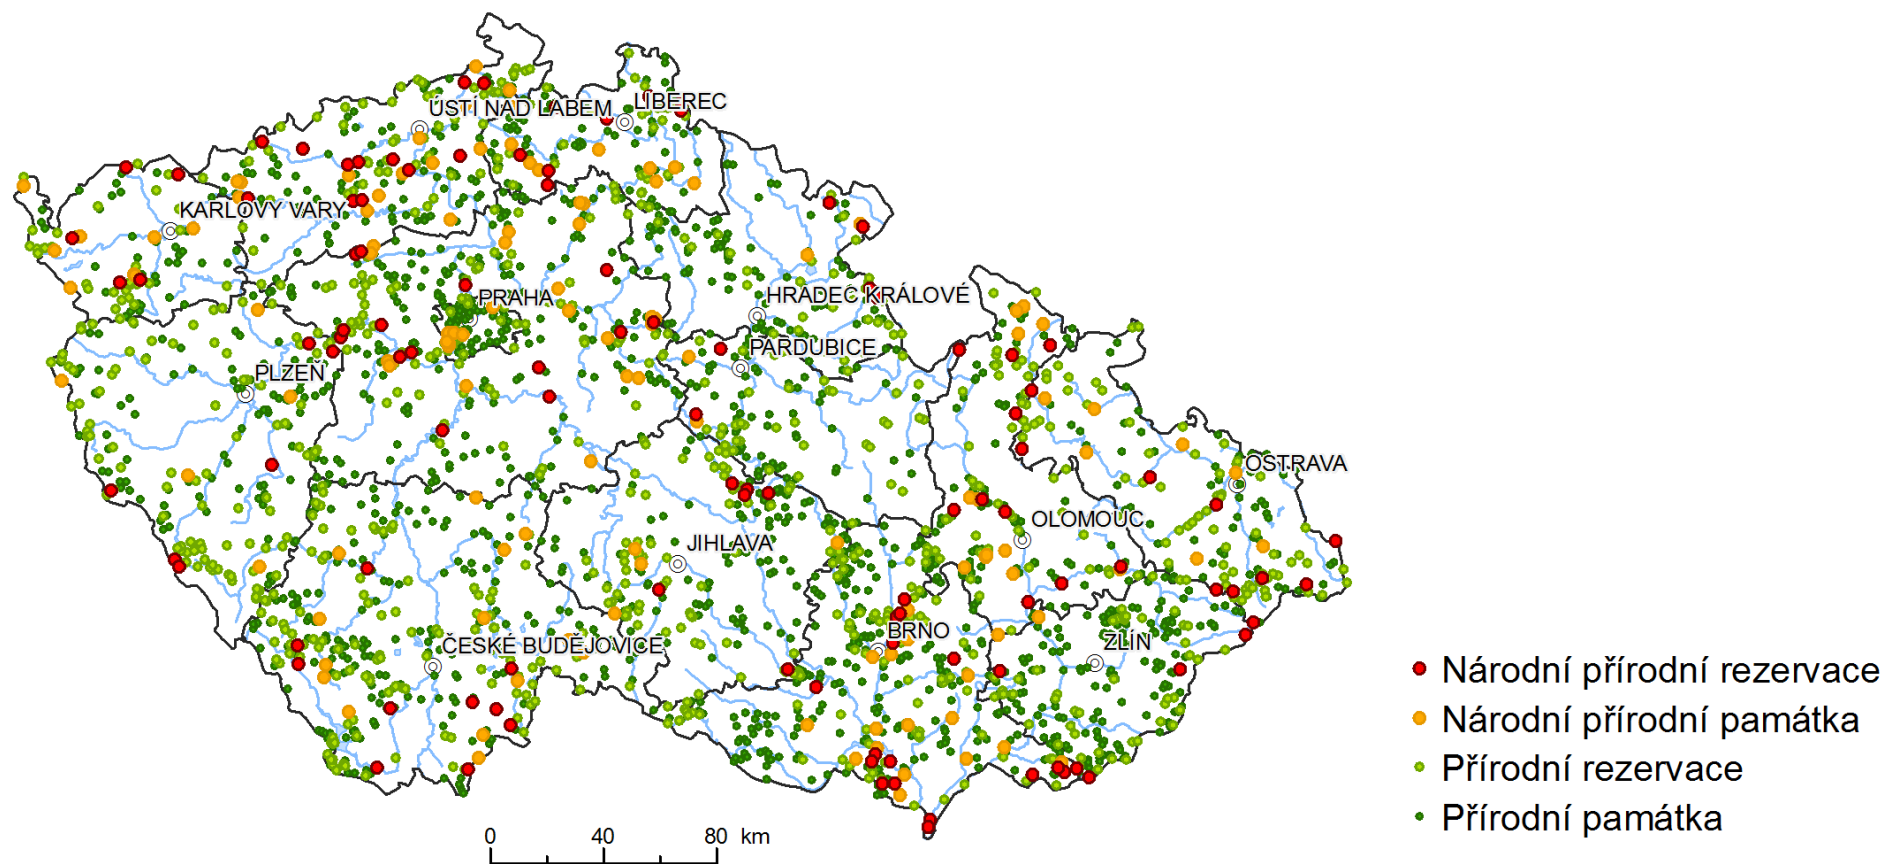 ÚSTÍ NAD LABEM
LIBEREC
KARLOVY VARY
PRAHA
HRADEC KRÁLOVÉ
PARDUBICE
PLZEŇ
OSTRAVA
OLOMOUC
JIHLAVA
BRNO
ČESKÉ BUDĚJOVICE
ZLÍN
Národní přírodní rezervace
Národní přírodní památka
Přírodní rezervace
Přírodní památka
0 40 80 km